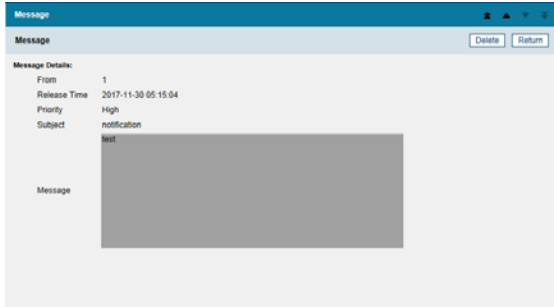 Message
Message
Delete Return
Message Details:
From 1
Release Time 2017-11-30 05:15:04
Priority High
Subject notification
test
Message